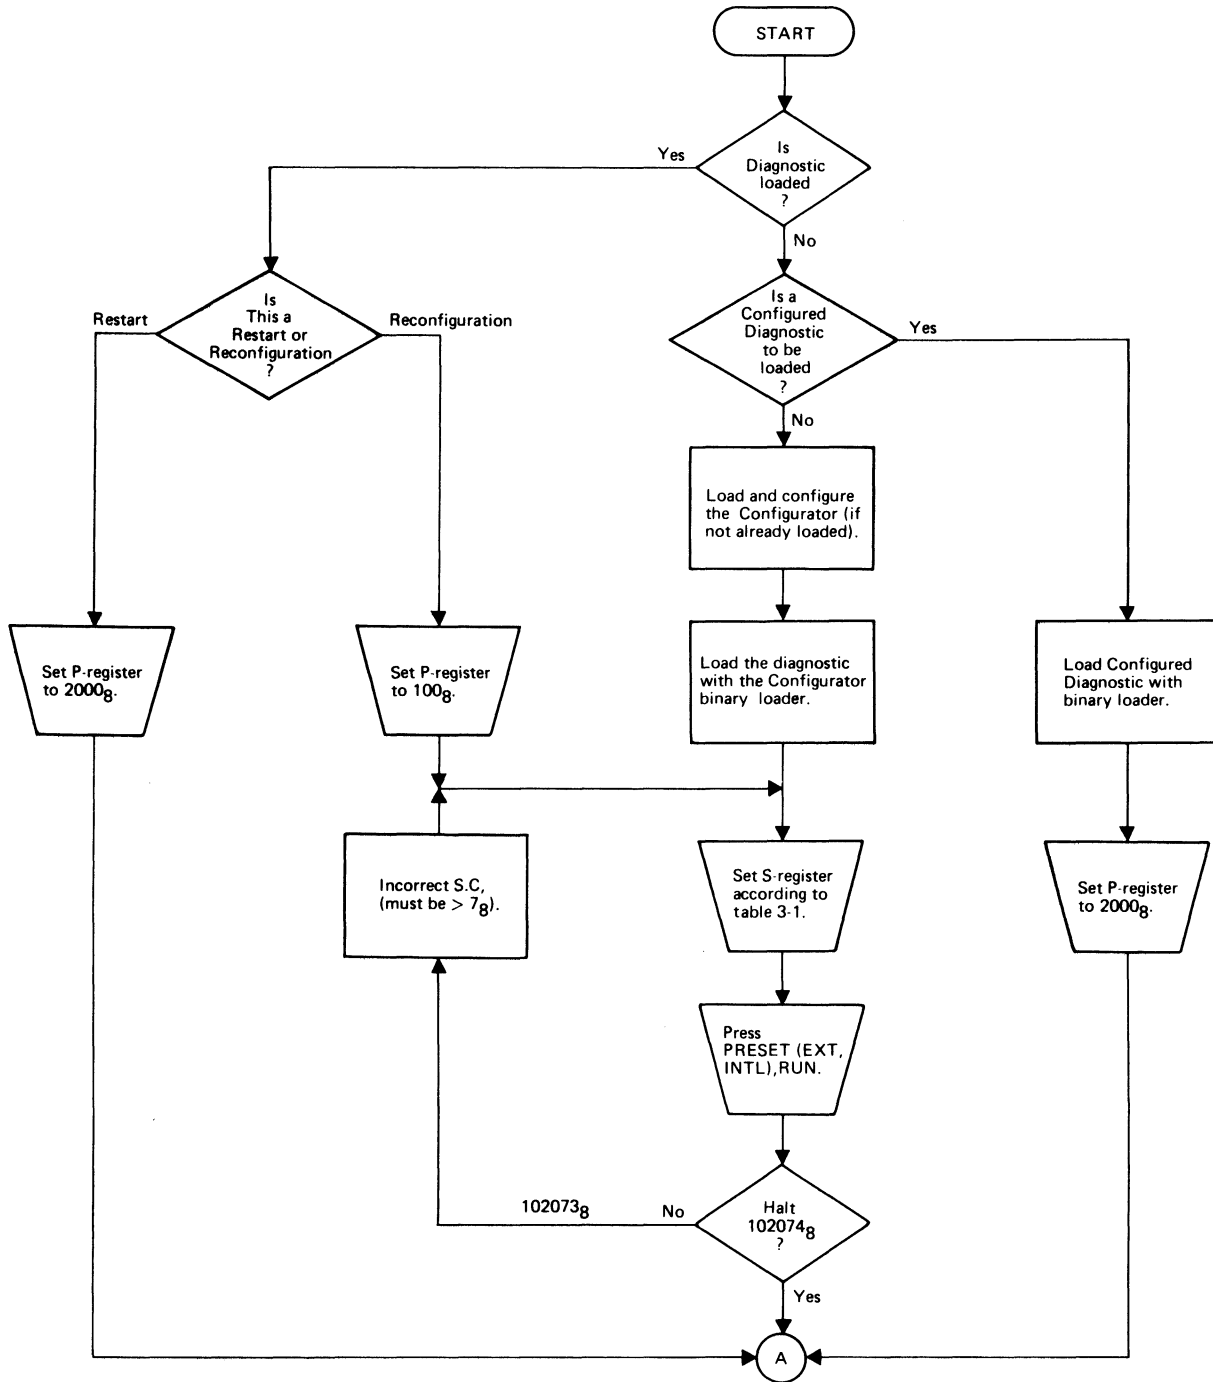 START
Is
Diagnostic
loaded
?
Yes
No
Is
This a
Restart or
Reconfiguration
?
Restart
Reconfiguration
Is a
Configured
Diagnostic
to be
loaded
?
Yes
No
Load and configure
the Configurator (if
not already loaded).
Set P-register
to 2000₈.
Set P-register
to 100₈.
Load the diagnostic
with the Configurator
binary loader.
Load Configured
Diagnostic with
binary loader.
Incorrect S.C,
(must be > 7₈).
Set S-register
according to
table 3-1.
Set P-register
to 2000₈.
Press
PRESET (EXT,
INTL),RUN.
102073₈
No
Halt
102074₈
?
Yes
A